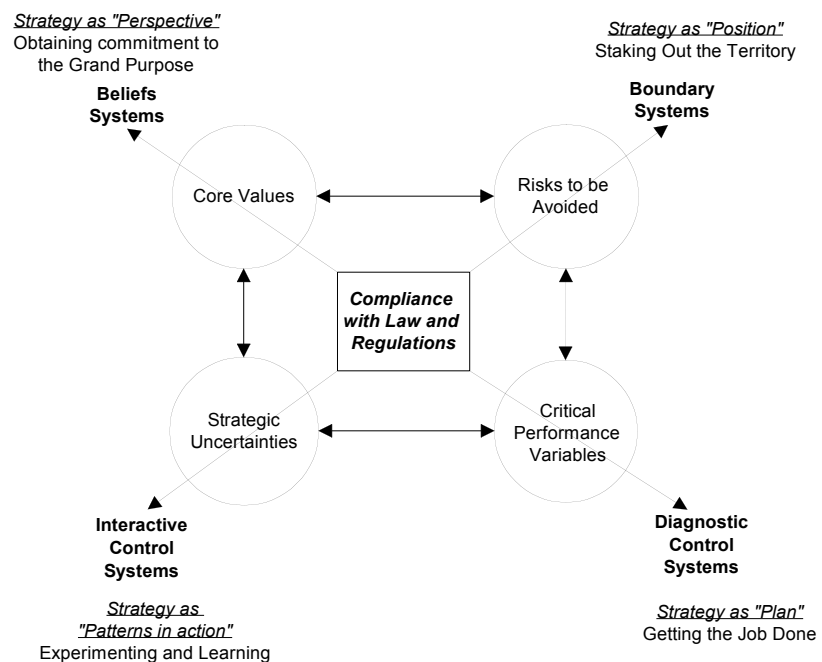 Strategy as "Perspective"
Obtaining commitment to
the Grand Purpose
Beliefs
Systems
Strategy as "Position"
Staking Out the Territory
Boundary
Systems
Core Values
Risks to be
Avoided
Compliance
with Law and
Regulations
Strategic
Uncertainties
Critical
Performance
Variables
Interactive
Control
Systems
Strategy as
"Patterns in action"
Experimenting and Learning
Diagnostic
Control
Systems
Strategy as "Plan"
Getting the Job Done